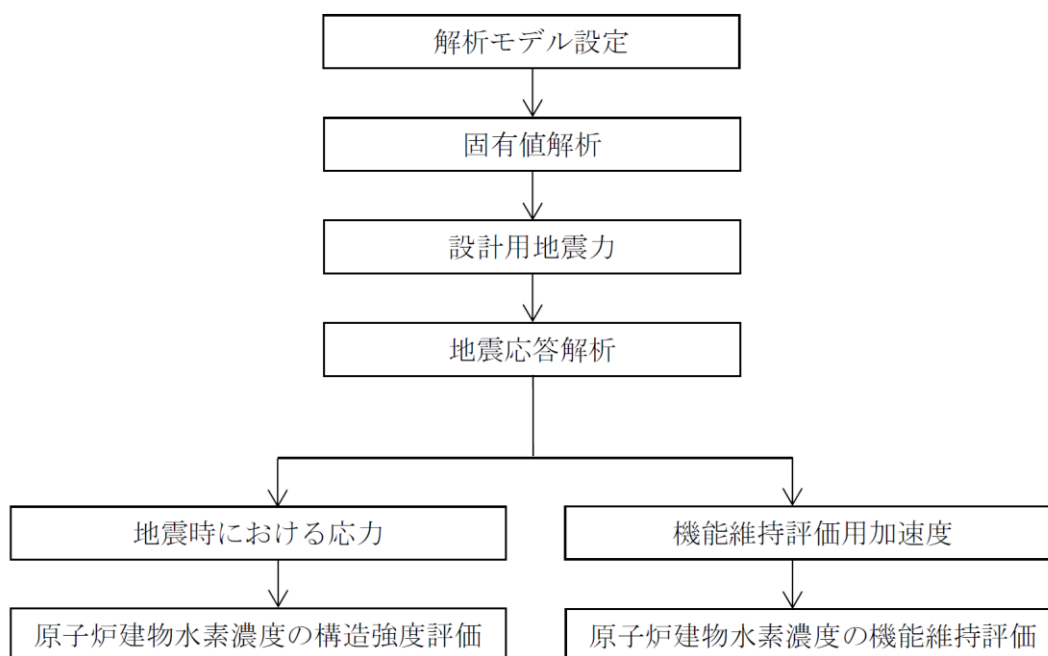 解析モデル設定
固有値解析
設計用地震力
地震応答解析
地震時における応力
機能維持評価用加速度
原子炉建物水素濃度の構造強度評価
原子炉建物水素濃度の機能維持評価